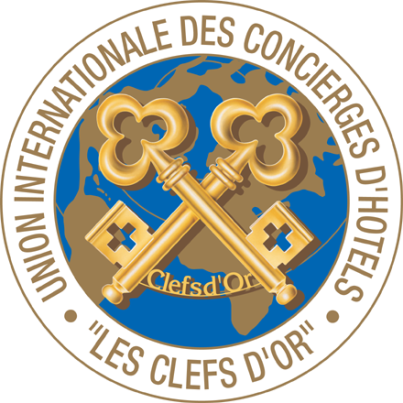 UNION INTERNATIONALE DES CONCIERGES D'HOTELS
Clefsd'Or
• "LES CLEFS D'OR" •